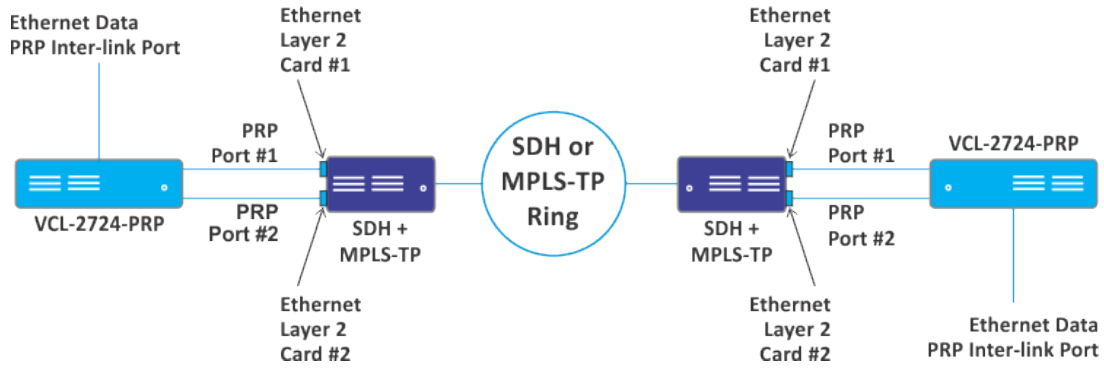 Ethernet Data
PRP Inter-link Port
Ethernet
Layer 2
Card #1
PRP
Port #1
VCL-2724-PRP
PRP
Port #2
SDH +
MPLS-TP
Ethernet
Layer 2
Card #2
SDH or
MPLS-TP
Ring
Ethernet
Layer 2
Card #1
PRP
Port #1
VCL-2724-PRP
SDH +
MPLS-TP
PRP
Port #2
Ethernet
Layer 2
Card #2
Ethernet Data
PRP Inter-link Port